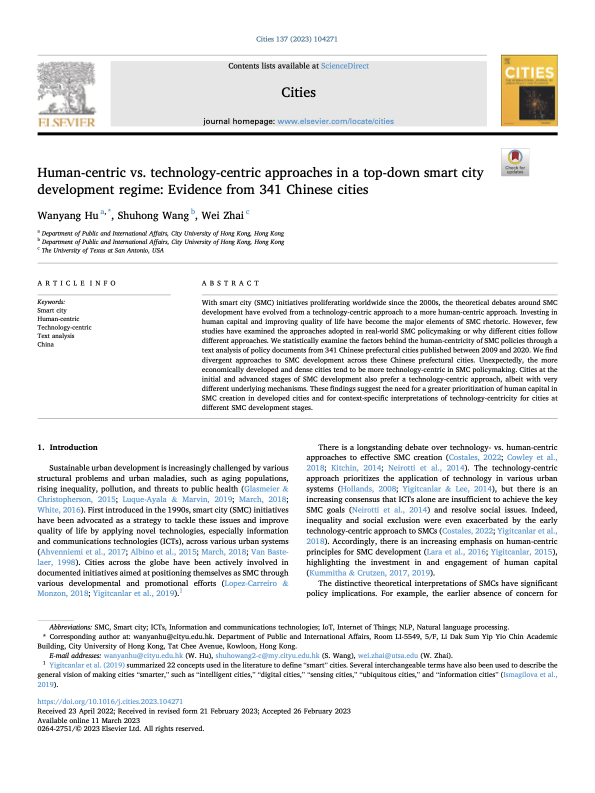 Cities 137 (2023) 104271
Contents lists available at ScienceDirect
Cities
journal homepage: www.elsevier.com/locate/cities
ELSEVIER
CITIES
Check for
updates
Human-centric vs. technology-centric approaches in a top-down smart city
development regime: Evidence from 341 Chinese cities
Wanyang Hu a,*, Shuhong Wang b, Wei Zhai c
a Department of Public and International Affairs, City University of Hong Kong, Hong Kong
b Department of Public and International Affairs, City University of Hong Kong, Hong Kong
c The University of Texas at San Antonio, USA
ARTICLE INFO
Keywords:
Smart city
Human-centric
Technology-centric
Text analysis
China
ABSTRACT
With smart city (SMC) initiatives proliferating worldwide since the 2000s, the theoretical debates around SMC
development have evolved from a technology-centric approach to a more human-centric approach. Investing in
human capital and improving quality of life have become the major elements of SMC rhetoric. However, few
studies have examined the approaches adopted in real-world SMC policymaking or why different cities follow
different approaches. We statistically examine the factors behind the human-centricity of SMC policies through a
text analysis of policy documents from 341 Chinese prefectural cities published between 2009 and 2020. We find
divergent approaches to SMC development across these Chinese prefectural cities. Unexpectedly, the more
economically developed and dense cities tend to be more technology-centric in SMC policymaking. Cities at the
initial and advanced stages of SMC development also prefer a technology-centric approach, albeit with very
different underlying mechanisms. These findings suggest the need for a greater prioritization of human capital in
SMC creation in developed cities and for context-specific interpretations of technology-centricity for cities at
different SMC development stages.
1. Introduction
Sustainable urban development is increasingly challenged by various
structural problems and urban maladies, such as aging populations,
rising inequality, pollution, and threats to public health (Glasmeier &
Christopherson, 2015; Luque-Ayala & Marvin, 2019; March, 2018;
White, 2016). First introduced in the 1990s, smart city (SMC) initiatives
have been advocated as a strategy to tackle these issues and improve
quality of life by applying novel technologies, especially information
and communications technologies (ICTs), across various urban systems
(Ahvenniemi et al., 2017; Albino et al., 2015; March, 2018; Van Baste-
laer, 1998). Cities across the globe have been actively involved in
documented initiatives aimed at positioning themselves as SMC through
various developmental and promotional efforts (Lopez-Carreiro &
Monzon, 2018; Yigitcanlar et al., 2019).1
There is a longstanding debate over technology- vs. human-centric
approaches to effective SMC creation (Costales, 2022; Cowley et al.,
2018; Kitchin, 2014; Neirotti et al., 2014). The technology-centric
approach prioritizes the application of technology in various urban
systems (Hollands, 2008; Yigitcanlar & Lee, 2014), but there is an
increasing consensus that ICTs alone are insufficient to achieve the key
SMC goals (Neirotti et al., 2014) and resolve social issues. Indeed,
inequality and social exclusion were even exacerbated by the early
technology-centric approach to SMCs (Costales, 2022; Yigitcanlar et al.,
2018). Accordingly, there is an increasing emphasis on human-centric
principles for SMC development (Lara et al., 2016; Yigitcanlar, 2015),
highlighting the investment in and engagement of human capital
(Kummitha & Crutzen, 2017, 2019).
The distinctive theoretical interpretations of SMCs have significant
policy implications. For example, the earlier absence of concern for
Abbreviations: SMC, Smart city; ICTs, Information and communications technologies; IoT, Internet of Things; NLP, Natural language processing.
* Corresponding author at: wanyanghu@cityu.edu.hk. Department of Public and International Affairs, Room LI-5549, 5/F, Li Dak Sum Yip Yio Chin Academic
Building, City University of Hong Kong, Tat Chee Avenue, Kowloon, Hong Kong.
E-mail addresses: wanyanghu@cityu.edu.hk (W. Hu), shuhowang2-c@my.cityu.edu.hk (S. Wang), wei.zhai@utsa.edu (W. Zhai).
1 Yigitcanlar et al. (2019) summarized 22 concepts used in the literature to define "smart" cities. Several interchangeable terms have also been used to describe the
general vision of making cities "smarter," such as "intelligent cities," "digital cities," "sensing cities," "ubiquitous cities," and "information cities" (Ismagilova et al.,
2019).
https://doi.org/10.1016/j.cities.2023.104271
Received 23 April 2022; Received in revised form 21 February 2023; Accepted 26 February 2023
Available online 11 March 2023
0264-2751/© 2023 Elsevier Ltd. All rights reserved.